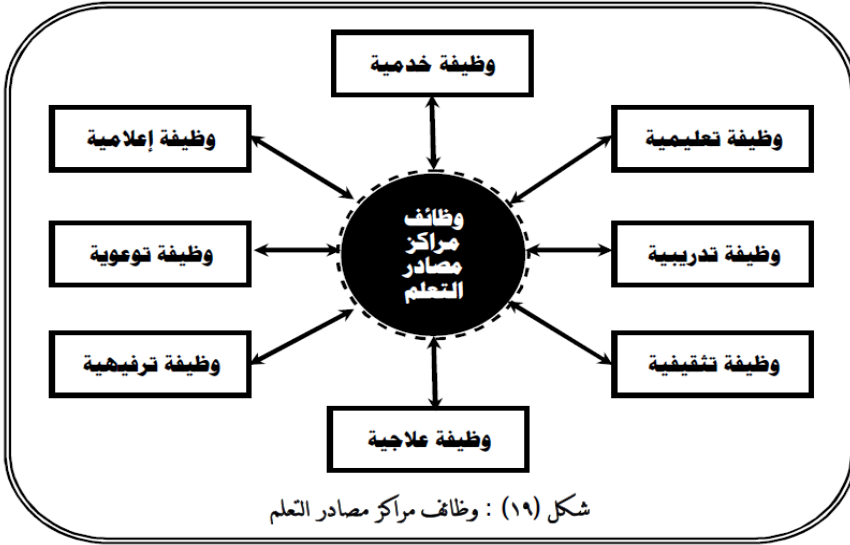 وظيفة خدمية
وظيفة تعليمية
وظيفة إعلامية
وظائف
مراكز
مصادر
التعلم
وظيفة تدريبية
وظيفة توعوية
وظيفة تثقيفية
وظيفة ترفيهية
وظيفة علاجية
شكل (١٩) : وظائف مراكز مصادر التعلم